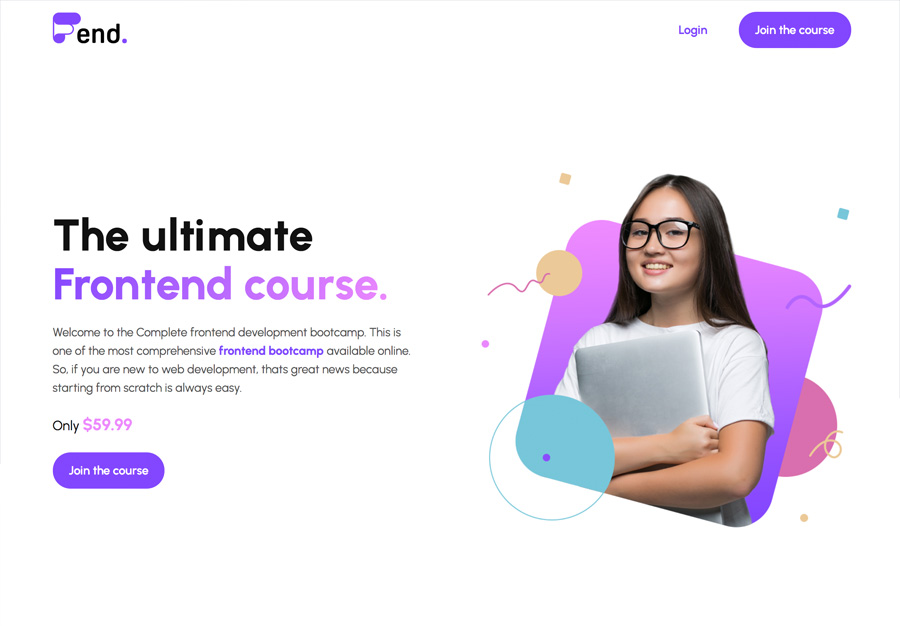 Fend.
Login
Join the course
The ultimate
Frontend course.
Welcome to the Complete frontend development bootcamp. This is
one of the most comprehensive frontend bootcamp available online.
So, if you are new to web development, thats great news because
starting from scratch is always easy.
Only $59.99
Join the course